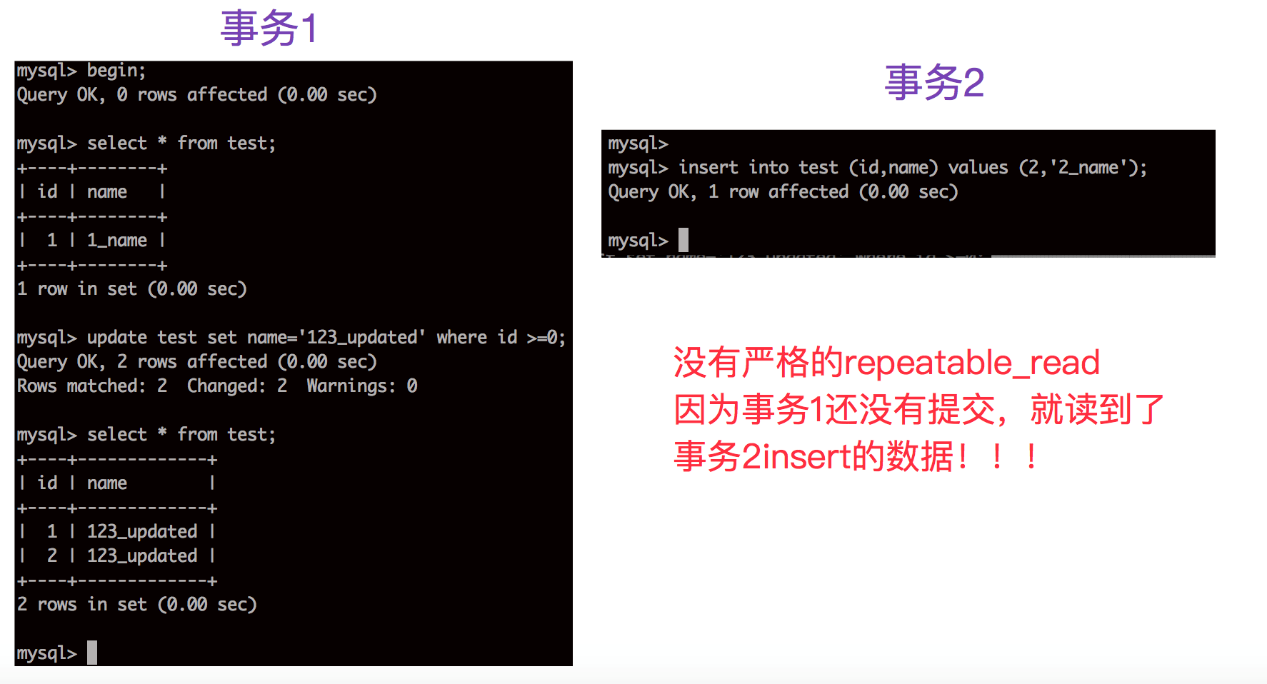 事务1
mysql> begin;
Query OK, 0 rows affected (0.00 sec)
mysql> select * from test;
+----+--------+
| id | name   |
+----+--------+
|  1 | 1_name |
+----+--------+
1 row in set (0.00 sec)
mysql> update test set name='123_updated' where id >=0;
Query OK, 2 rows affected (0.00 sec)
Rows matched: 2  Changed: 2  Warnings: 0
mysql> select * from test;
+----+-------------+
| id | name        |
+----+-------------+
|  1 | 123_updated |
|  2 | 123_updated |
+----+-------------+
2 rows in set (0.00 sec)
mysql>
事务2
mysql>
mysql> insert into test (id,name) values (2,'2_name');
Query OK, 1 row affected (0.00 sec)
mysql>
没有严格的repeatable_read
因为事务1还没有提交，就读到了
事务2insert的数据！！！